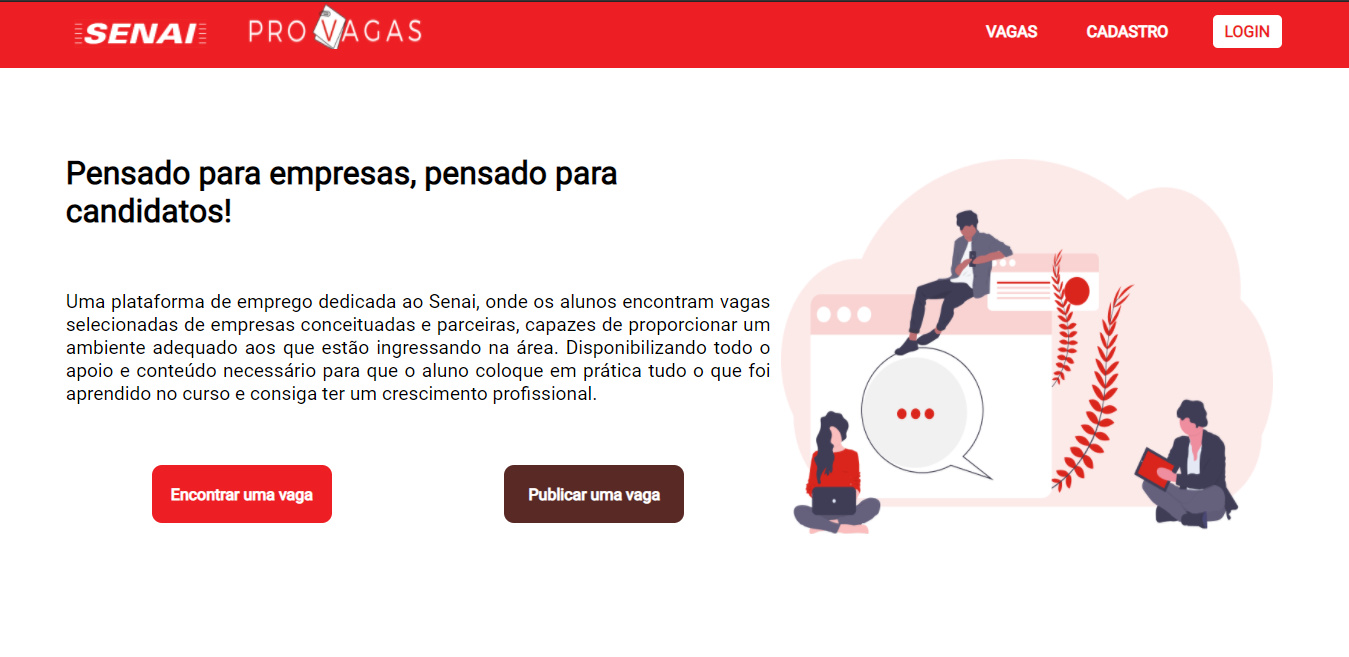 SENAI PROVAGAS VAGAS CADASTRO LOGIN
Pensado para empresas, pensado para
candidatos!
Uma plataforma de emprego dedicada ao Senai, onde os alunos encontram vagas
selecionadas de empresas conceituadas e parceiras, capazes de proporcionar um
ambiente adequado aos que estão ingressando na área. Disponibilizando todo o
apoio e conteúdo necessário para que o aluno coloque em prática tudo o que foi
aprendido no curso e consiga ter um crescimento profissional.
Encontrar uma vaga Publicar uma vaga